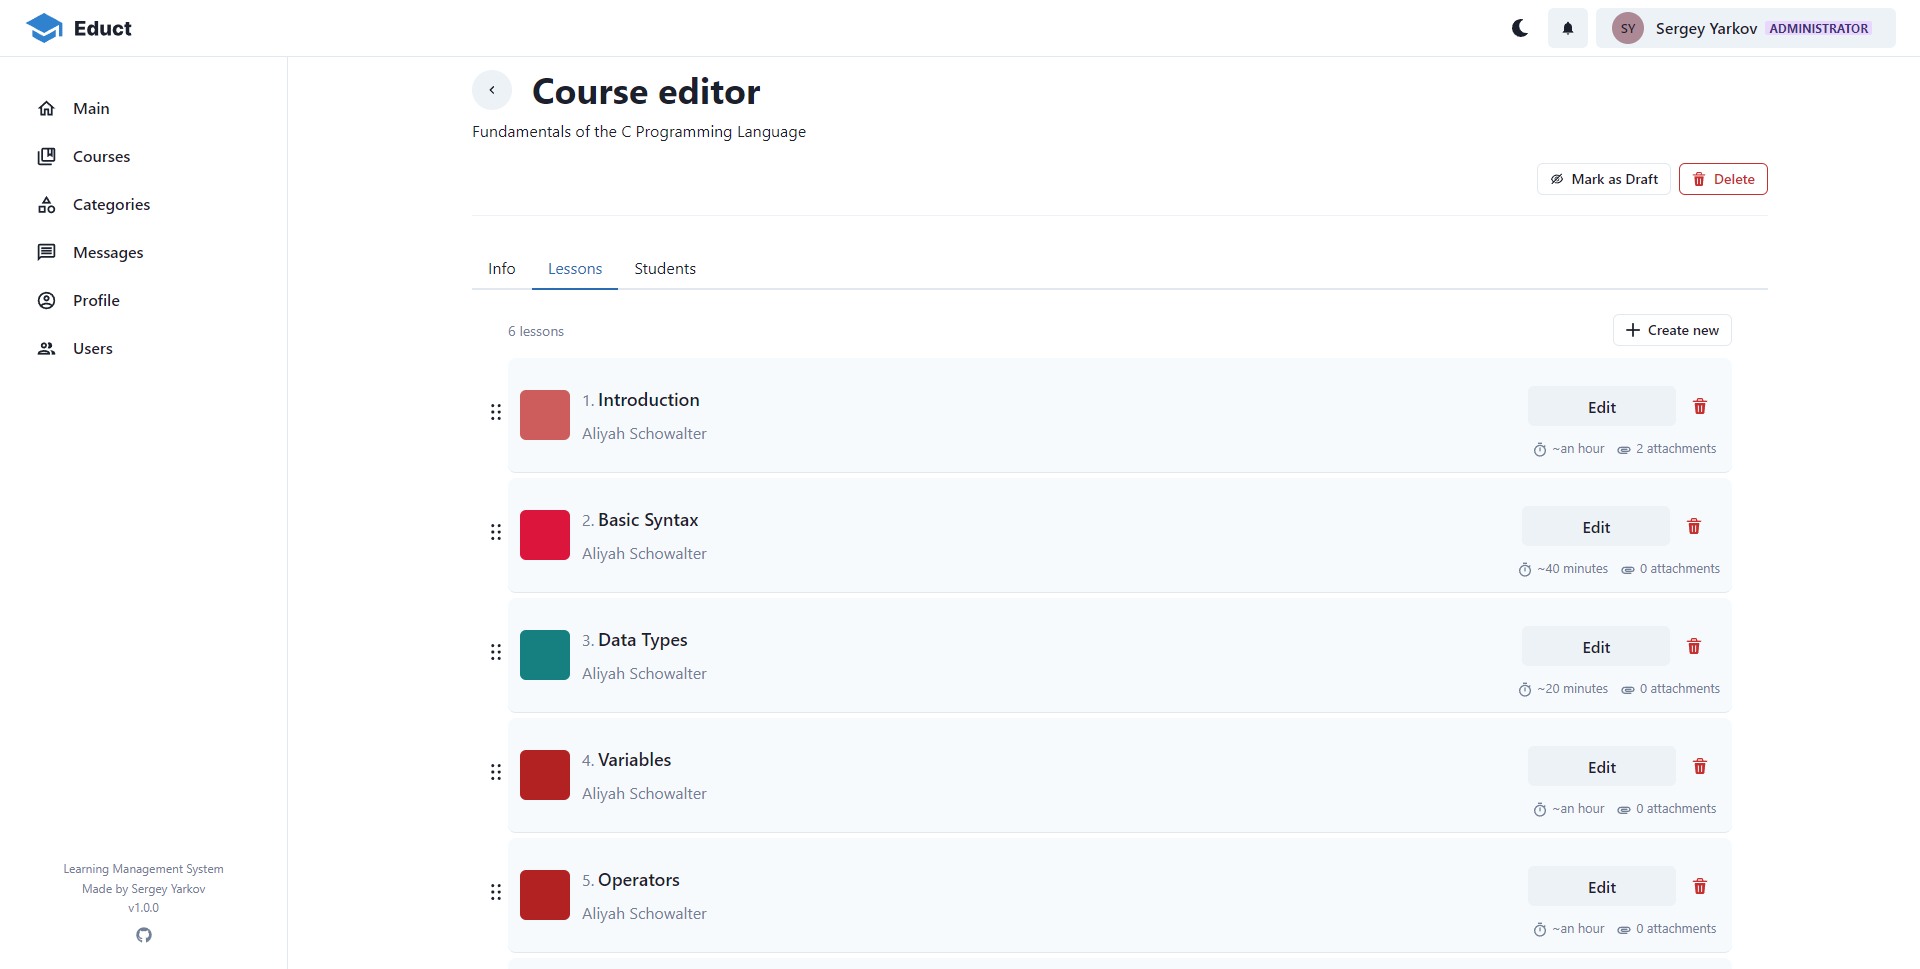 Educt
SY Sergey Yarkov ADMINISTRATOR
Main
Courses
Categories
Messages
Profile
Users
Learning Management System
Made by Sergey Yarkov
v1.0.0
Course editor
Fundamentals of the C Programming Language
Mark as Draft
Delete
Info Lessons Students
6 lessons
Create new
1. Introduction
Aliyah Schowalter
Edit
~an hour 2 attachments
2. Basic Syntax
Aliyah Schowalter
Edit
~40 minutes 0 attachments
3. Data Types
Aliyah Schowalter
Edit
~20 minutes 0 attachments
4. Variables
Aliyah Schowalter
Edit
~an hour 0 attachments
5. Operators
Aliyah Schowalter
Edit
~an hour 0 attachments